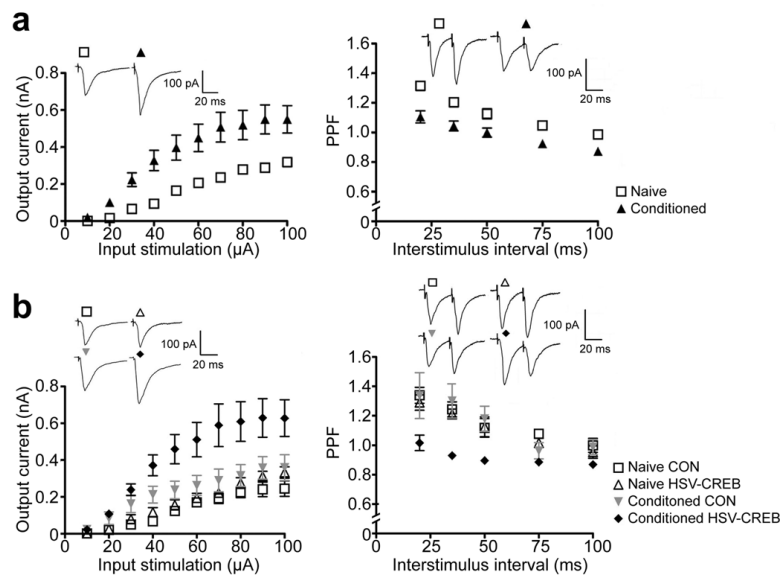 a
Output current (nA)
0.8
0.6
0.4
0.2
0
0 20 40 60 80 100
Input stimulation (µA)
100 pA
20 ms
PPF
1.6
1.4
1.2
1.0
0.8
0.6
0 25 50 75 100
Interstimulus interval (ms)
100 pA
20 ms
Naive
Conditioned
b
Output current (nA)
0.8
0.6
0.4
0.2
0
0 20 40 60 80 100
Input stimulation (µA)
100 pA
20 ms
PPF
1.6
1.4
1.2
1.0
0.8
0.6
0 25 50 75 100
Interstimulus interval (ms)
100 pA
20 ms
Naive CON
Naive HSV-CREB
Conditoned CON
Conditioned HSV-CREB